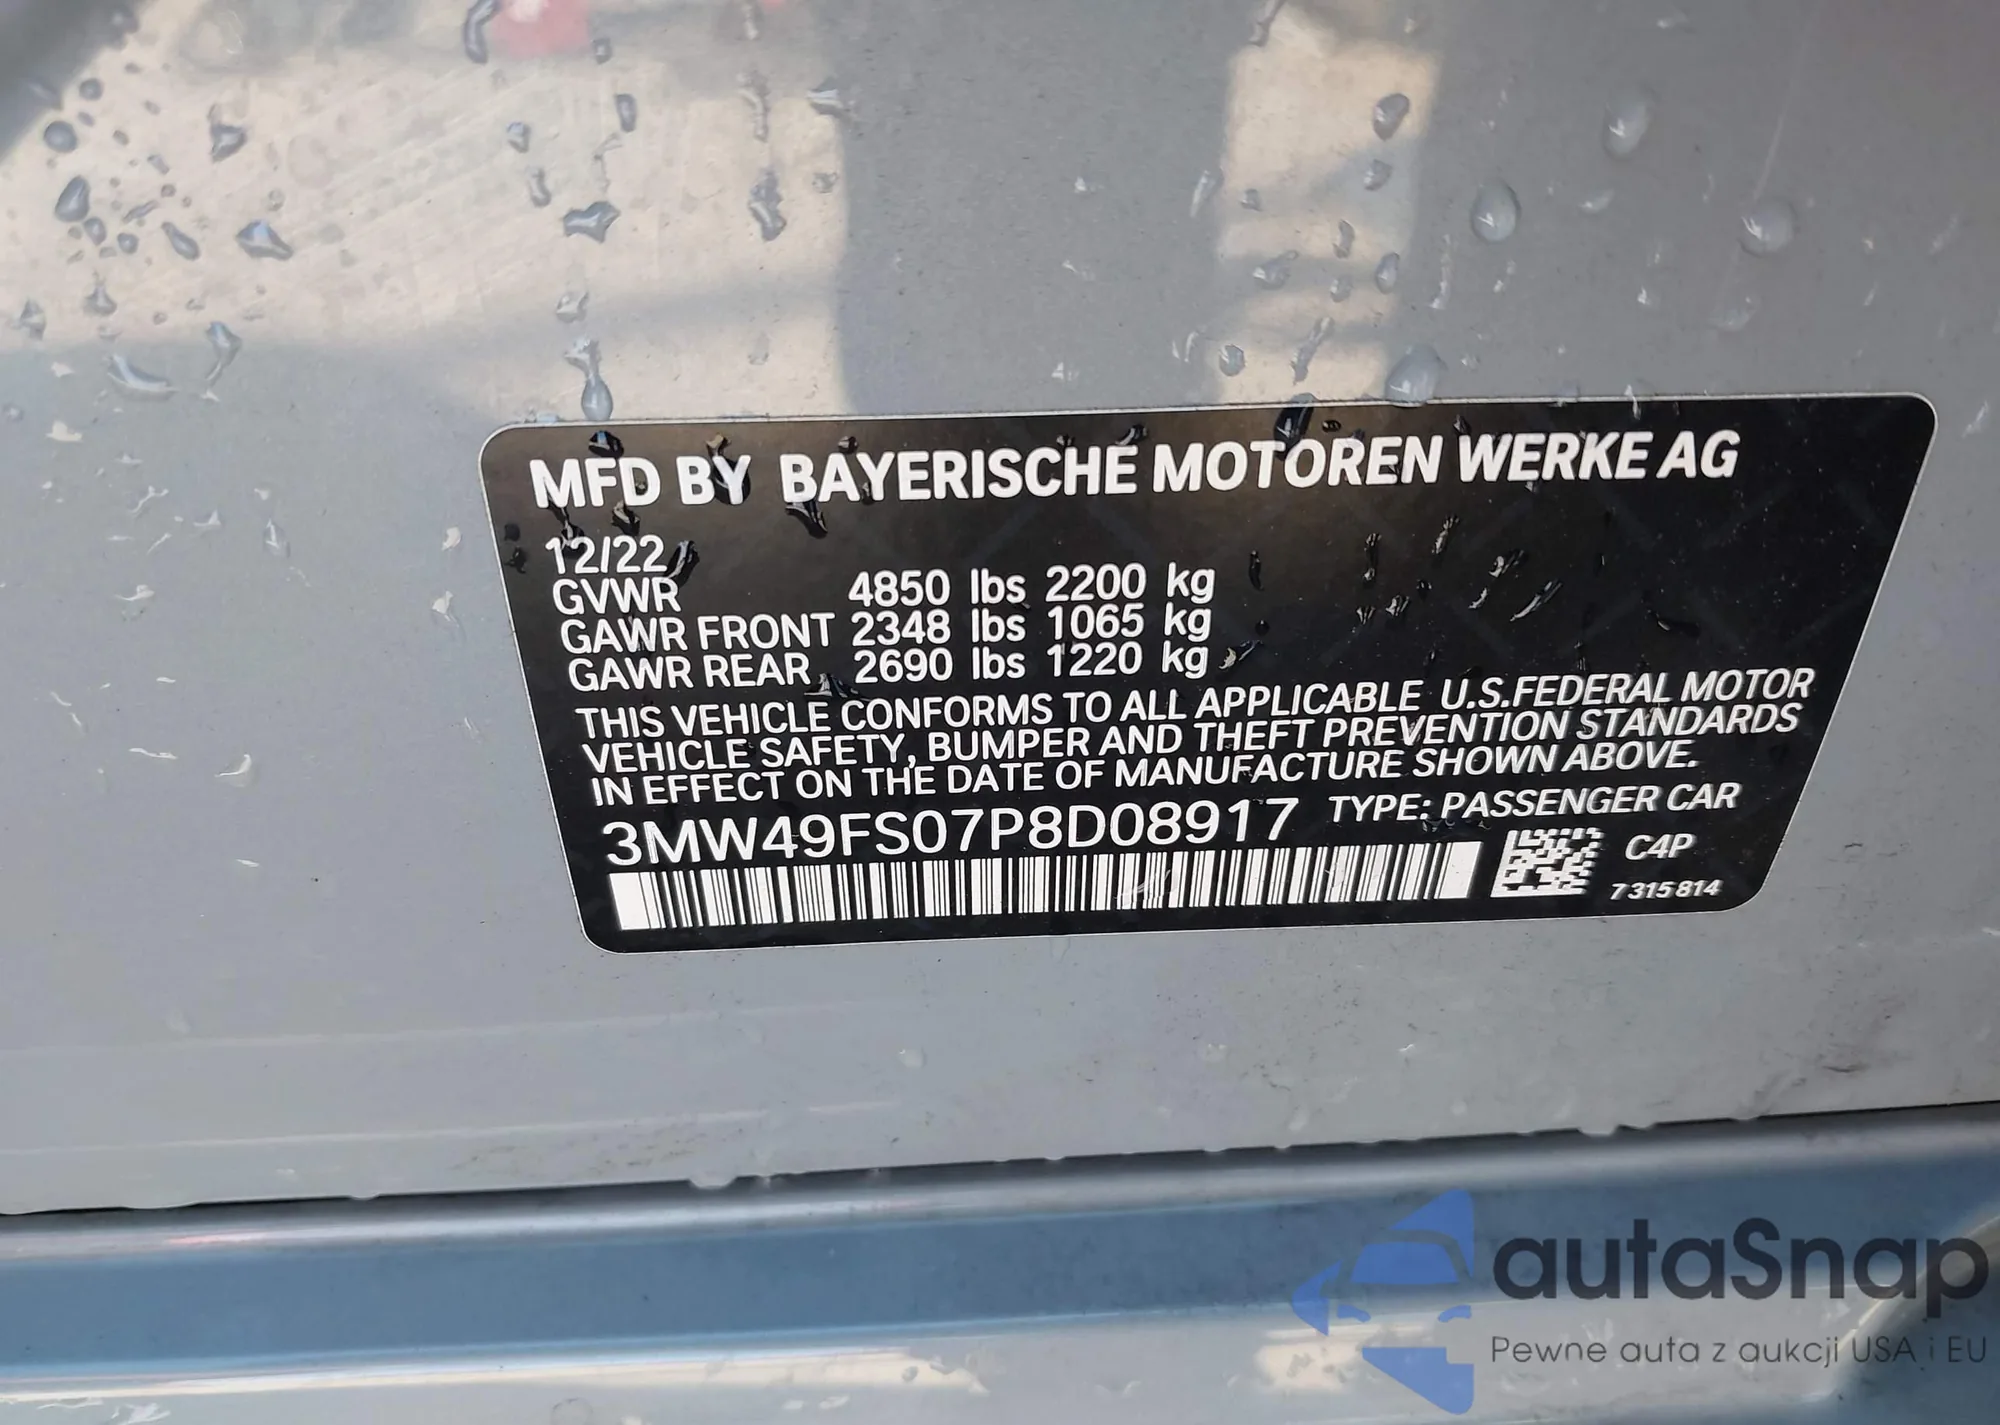 MFD BY BAYERISCHE MOTOREN WERKE AG
12/22
GVWR 4850 lbs 2200 kg
GAWR FRONT 2348 lbs 1065 kg
GAWR REAR 2690 lbs 1220 kg
THIS VEHICLE CONFORMS TO ALL APPLICABLE U.S.FEDERAL MOTOR
VEHICLE SAFETY, BUMPER AND THEFT PREVENTION STANDARDS
IN EFFECT ON THE DATE OF MANUFACTURE SHOWN ABOVE.
3MW49FS07P8D08917 TYPE: PASSENGER CAR
C4P
7315814
autaSnap
Pewne auta z aukcji USA i EU